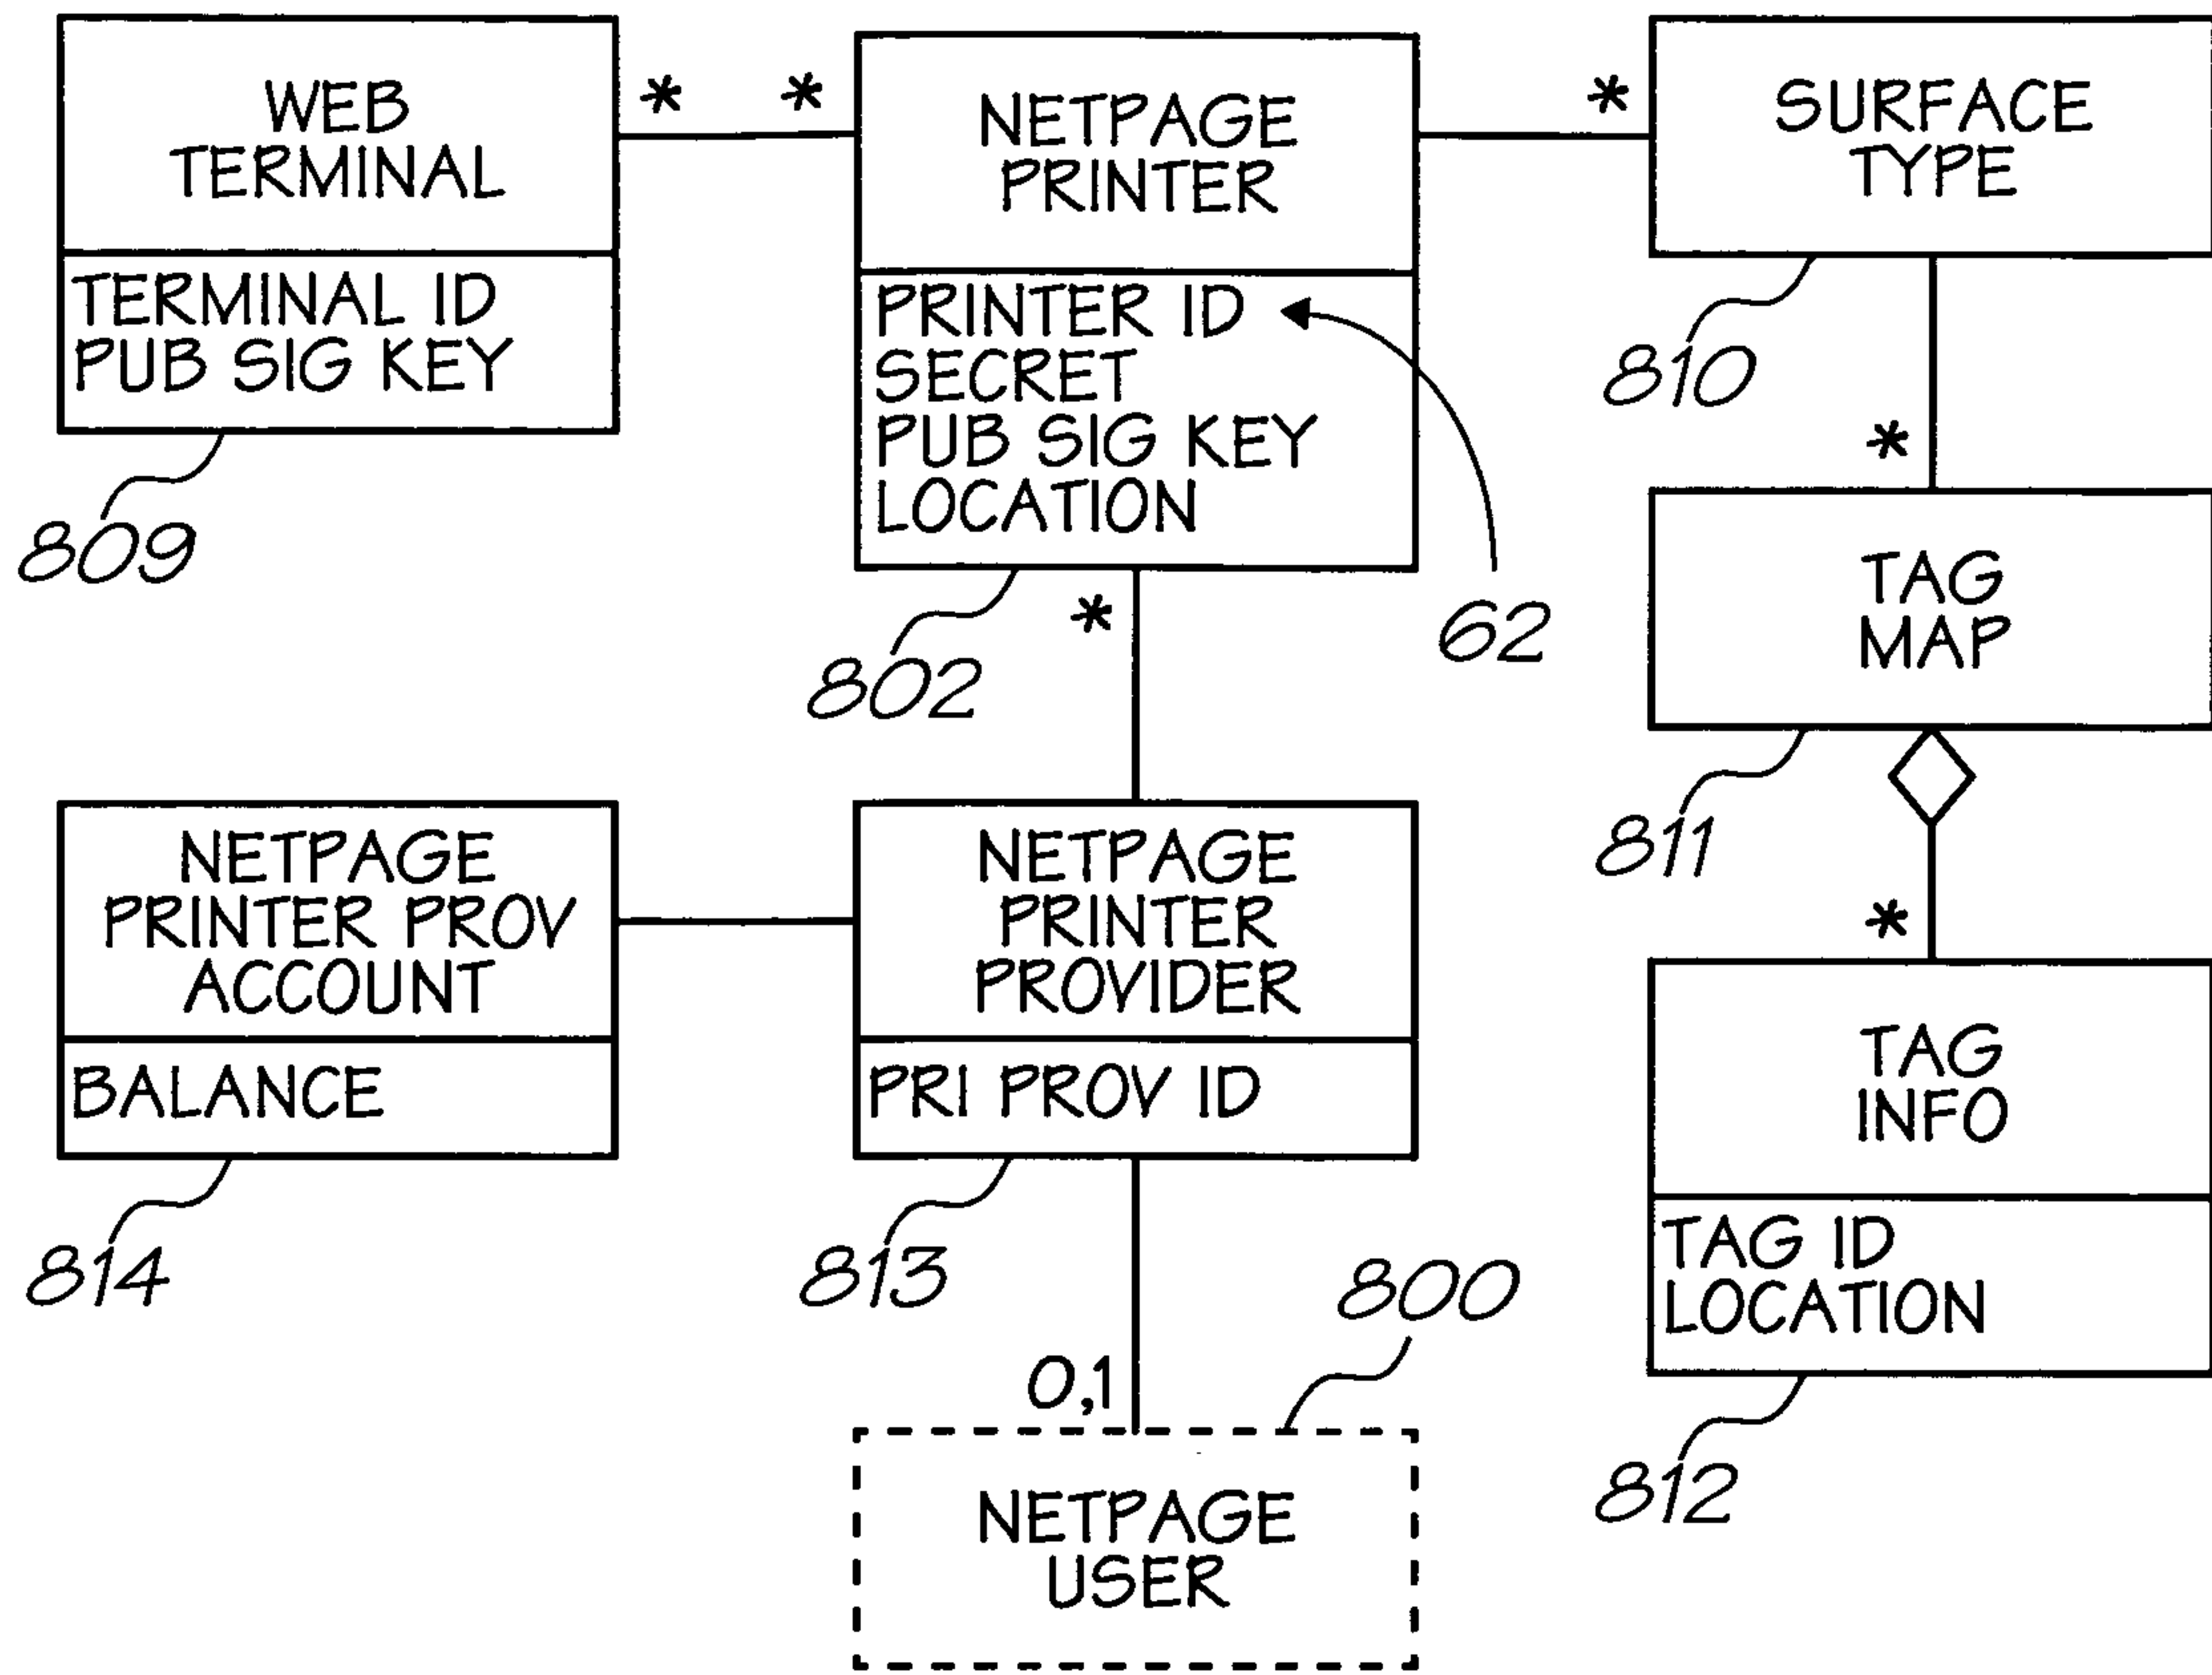 WEB
TERMINAL
TERMINAL ID
PUB SIG KEY
809
*
*
NETPAGE
PRINTER
PRINTER ID
SECRET
PUB SIG KEY
LOCATION
62
802
*
*
SURFACE
TYPE
810
*
TAG
MAP
811
*
TAG
INFO
TAG ID
LOCATION
812
NETPAGE
PRINTER PROV
ACCOUNT
BALANCE
814
NETPAGE
PRINTER
PROVIDER
PRI PROV ID
813
800
0,1
NETPAGE
USER